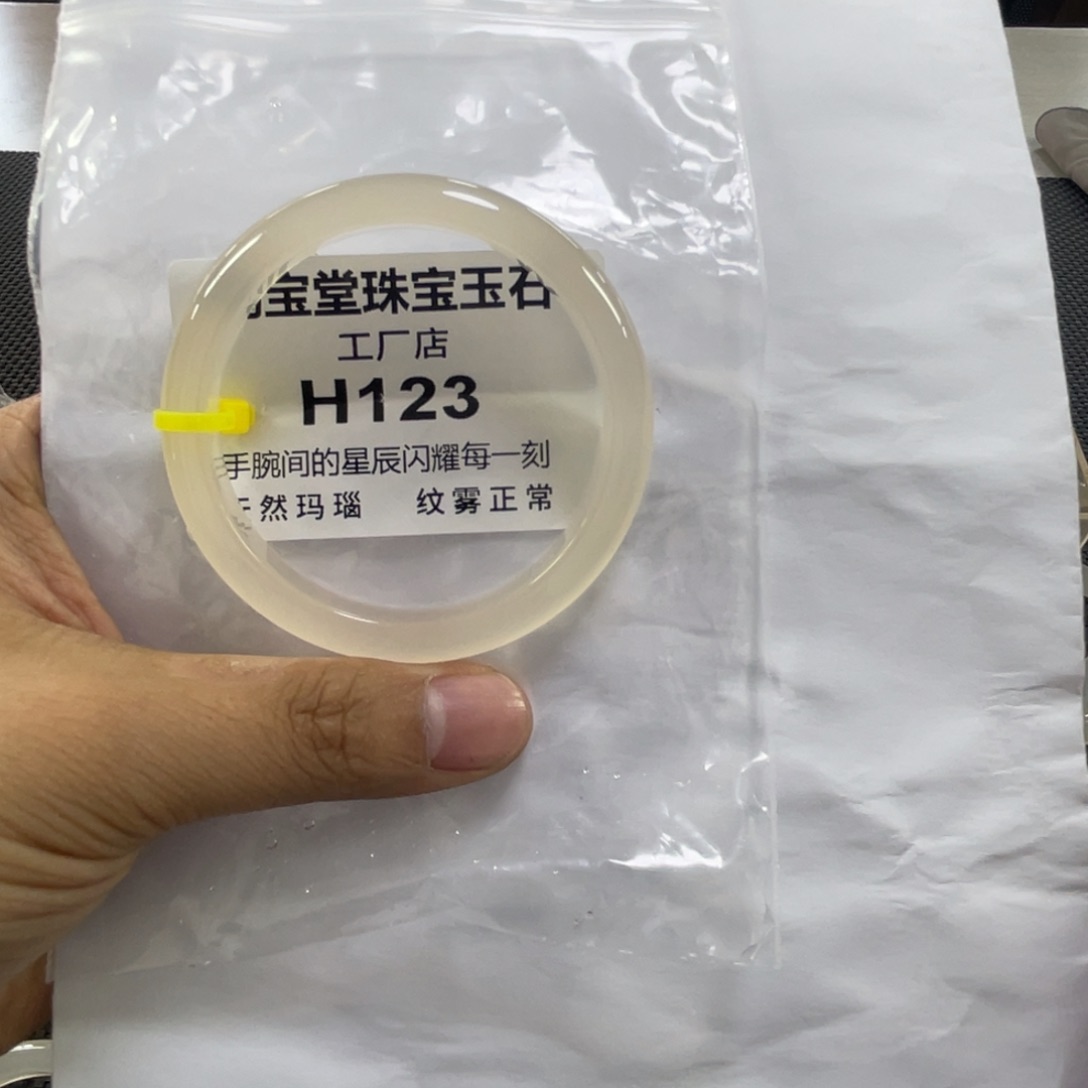 宝堂珠宝玉石
工厂店
H123
手腕间的星辰闪耀每一刻
天然玛瑙 纹雾正常